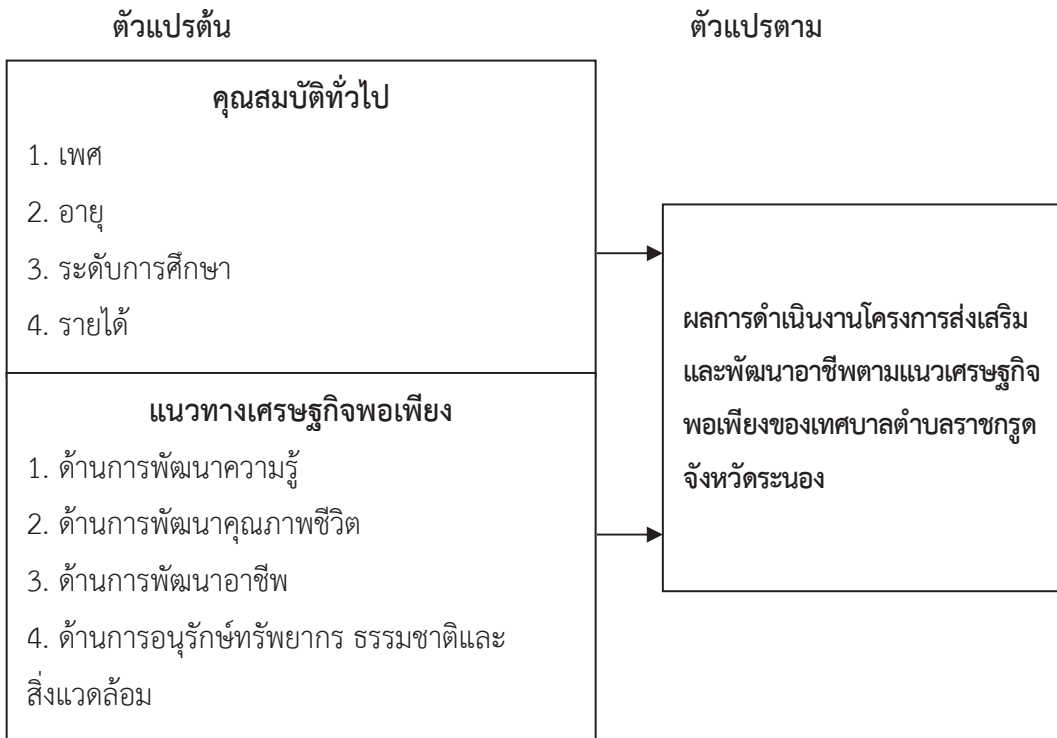 ตัวแปรต้น
ตัวแปรตาม
คุณสมบัติทั่วไป
1. เพศ
2. อายุ
3. ระดับการศึกษา
4. รายได้
แนวทางเศรษฐกิจพอเพียง
1. ด้านการพัฒนาความรู้
2. ด้านการพัฒนาคุณภาพชีวิต
3. ด้านการพัฒนาอาชีพ
4. ด้านการอนุรักษ์ทรัพยากร ธรรมชาติและ
สิ่งแวดล้อม
ผลการดำเนินงานโครงการส่งเสริม
และพัฒนาอาชีพตามแนวเศรษฐกิจ
พอเพียงของเทศบาลตำบลราชกรูด
จังหวัดระนอง